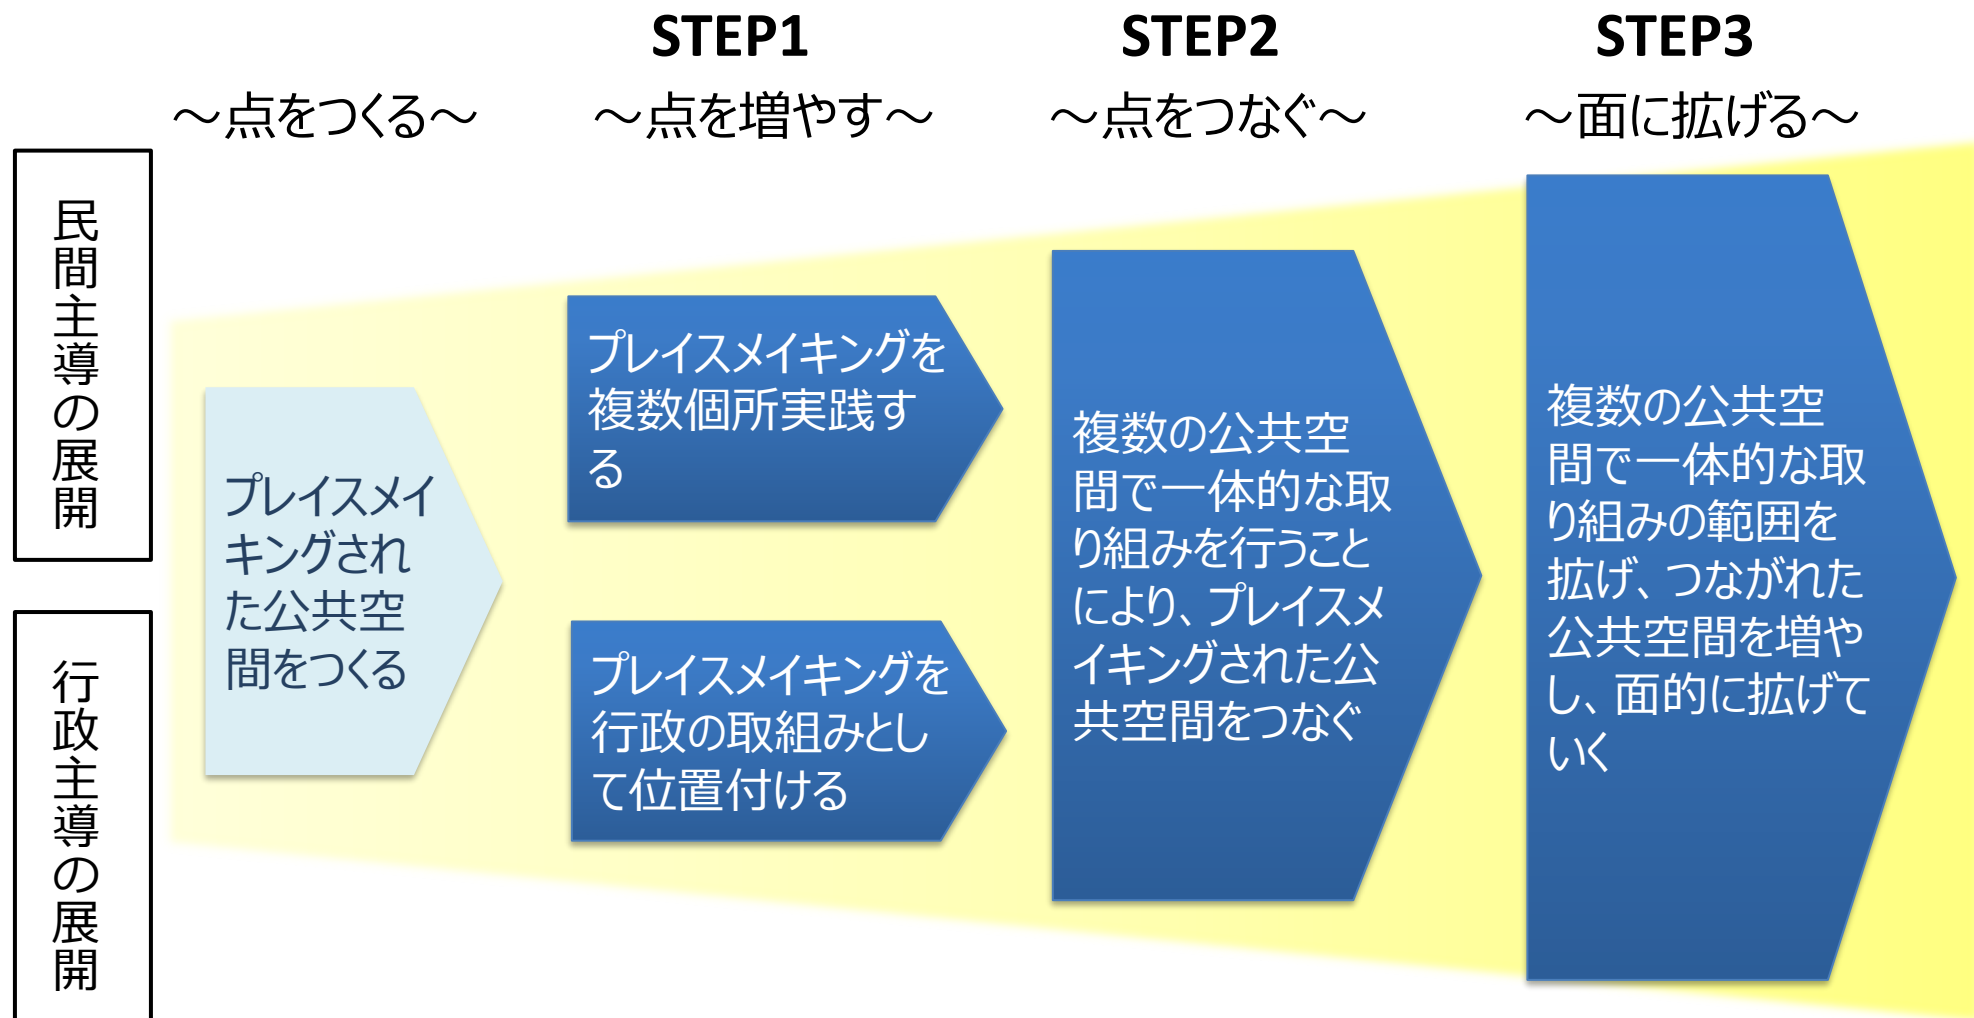 STEP1
STEP2
STEP3
～点をつくる～
～点を増やす～
～点をつなぐ～
～面に拡げる～
民間主導の展開
行政主導の展開
プレイスメイ
キングされ
た公共空
間をつくる
プレイスメイキングを
複数個所実践す
る
プレイスメイキングを
行政の取組みとし
て位置付ける
複数の公共空
間で一体的な取
り組みを行うこと
により、プレイスメ
イキングされた公
共空間をつなぐ
複数の公共空
間で一体的な取
り組みの範囲を
拡げ、つながれた
公共空間を増や
し、面的に拡げて
いく